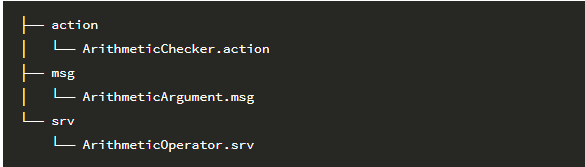 ├── action
│   └── ArithmeticChecker.action
├── msg
│   └── ArithmeticArgument.msg
└── srv
    └── ArithmeticOperator.srv